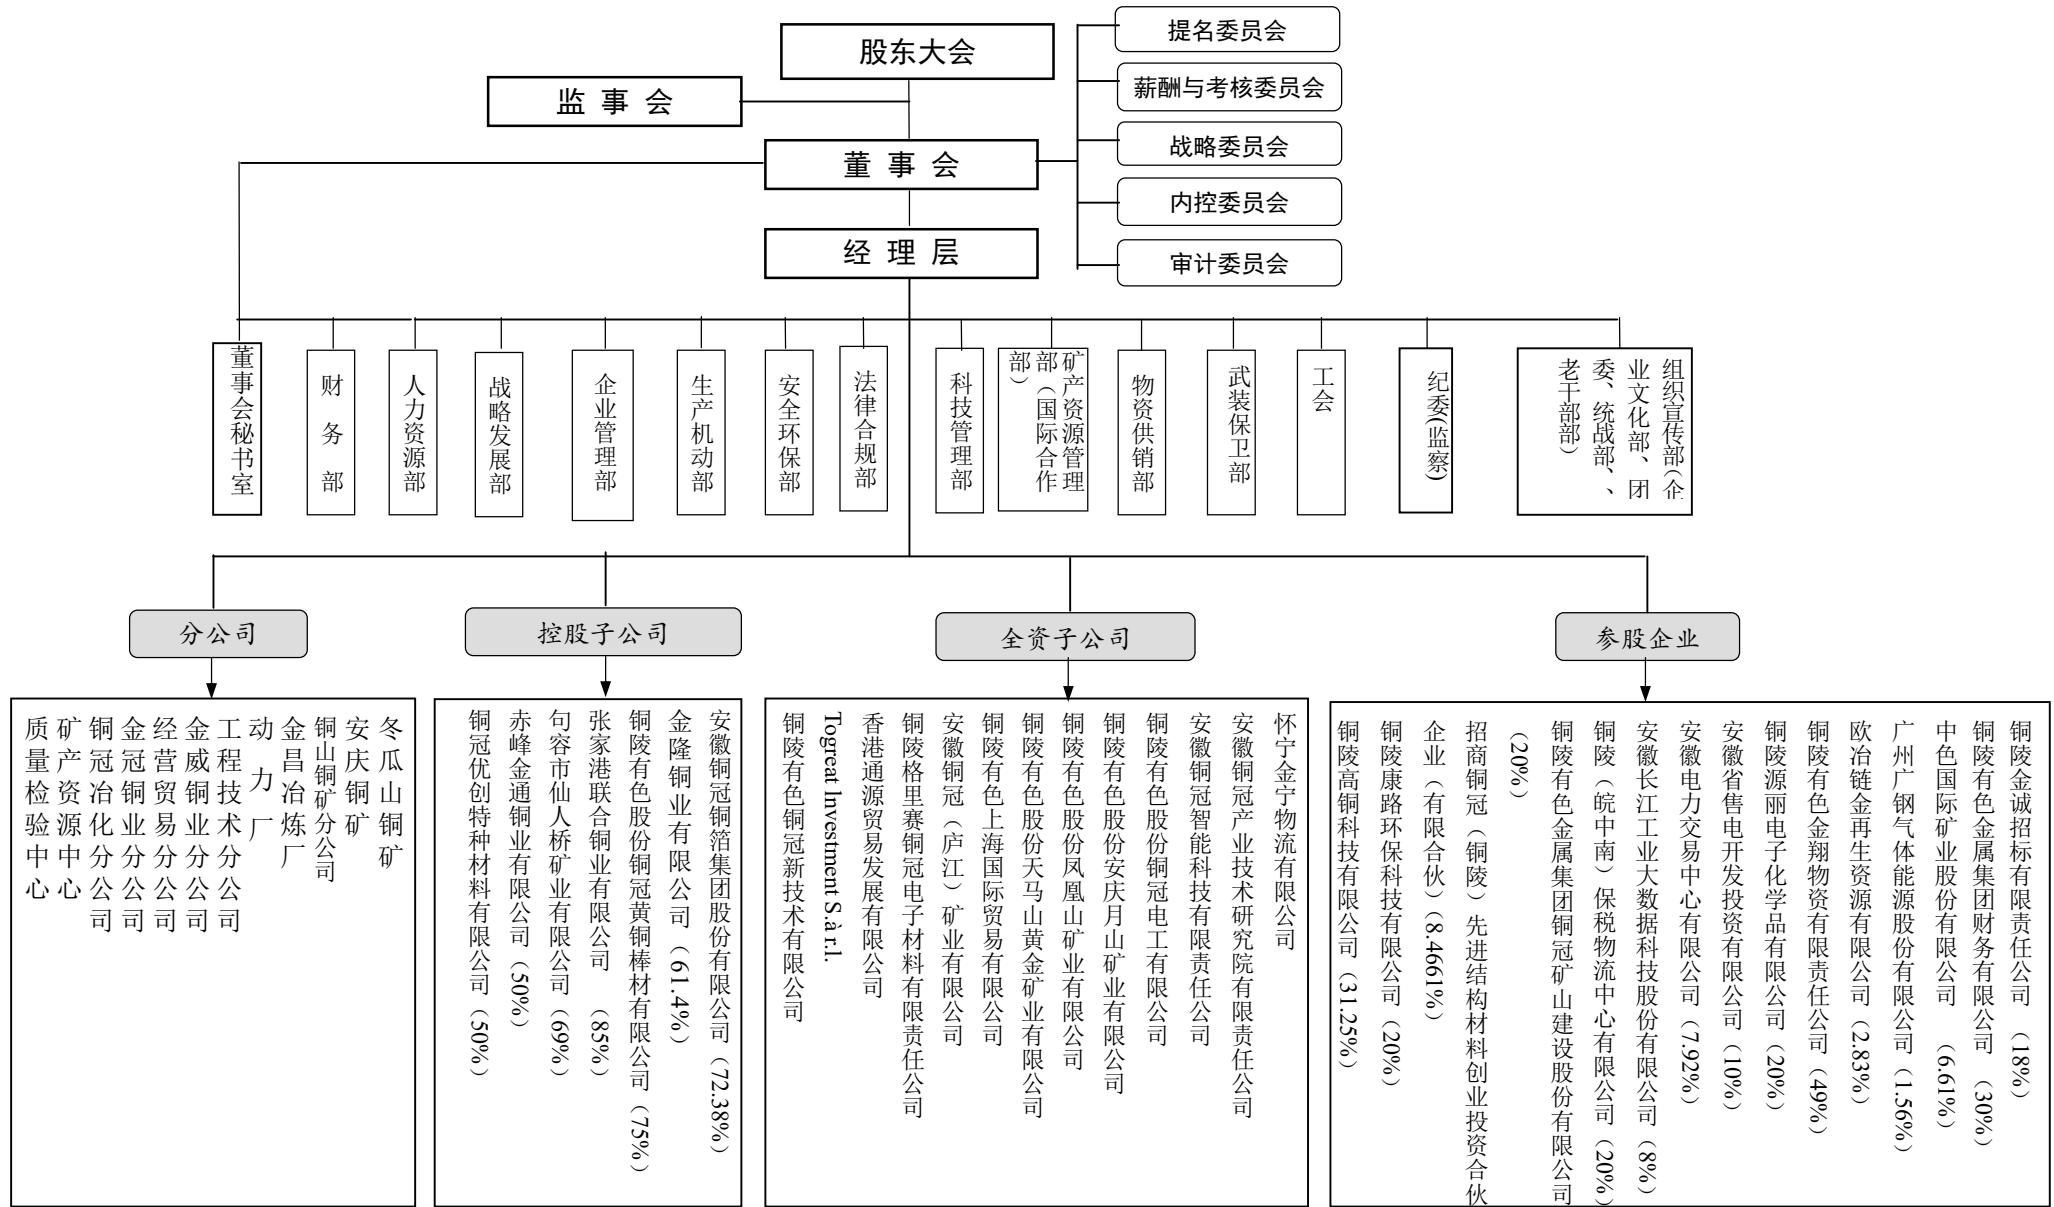 股东大会
监事会
董事会
经理层
提名委员会
薪酬与考核委员会
战略委员会
内控委员会
审计委员会
董事会秘书室
财务部
人力资源部
战略发展部
企业管理部
生产机动部
安全环保部
法律合规部
科技管理部
矿产资源管理
部（国际合作
部）
物资供销部
武装保卫部
工会
纪委(监察)
组织宣传部(企
业文化部、团
委、统战部、、
老干部部）
分公司
控股子公司
全资子公司
参股企业
冬瓜山铜矿
安庆铜矿
铜山铜矿分公司
金昌冶炼厂
动力厂
工程技术分公司
金威铜业分公司
经营贸易分公司
金冠铜业分公司
铜冠冶化分公司
矿产资源中心
质量检验中心
安徽铜冠铜箔集团股份有限公司（72.38%）
金隆铜业有限公司（61.4%）
铜陵有色股份铜冠黄铜棒材有限公司（75%）
张家港联合铜业有限公司（85%）
句容市仙人桥矿业有限公司（69%）
赤峰金通铜业有限公司（50%）
铜冠优创特种材料有限公司（50%）
怀宁金宁物流有限公司
安徽铜冠产业技术研究院有限责任公司
安徽铜冠智能科技有限责任公司
铜陵有色股份铜冠电工有限公司
铜陵有色股份安庆月山矿业有限公司
铜陵有色股份凤凰山矿业有限公司
铜陵有色股份天马山黄金矿业有限公司
铜陵有色上海国际贸易有限公司
安徽铜冠（庐江）矿业有限公司
铜陵格里赛铜冠电子材料有限责任公司
香港通源贸易发展有限公司
Togreat Investment S.à r.l.
铜陵有色铜冠新技术有限公司
铜陵金诚招标有限责任公司（18%）
铜陵有色金属集团财务有限公司（30%）
中色国际矿业股份有限公司（6.61%）
广州广钢气体能源股份有限公司（1.56%）
欧冶链金再生资源有限公司（2.83%）
铜陵有色金翔物资有限责任公司（49%）
铜陵源丽电子化学品有限公司（20%）
安徽省售电开发投资有限公司（10%）
安徽电力交易中心有限公司（7.92%）
安徽长江工业大数据科技股份有限公司（8%）
铜陵（皖中南）保税物流中心有限公司（20%）
铜陵有色金属集团铜冠矿山建设股份有限公司
（20%）
招商铜冠（铜陵）先进结构材料创业投资合伙
企业（有限合伙）（8.4661%）
铜陵康路环保科技有限公司（20%）
铜陵高铜科技有限公司（31.25%）